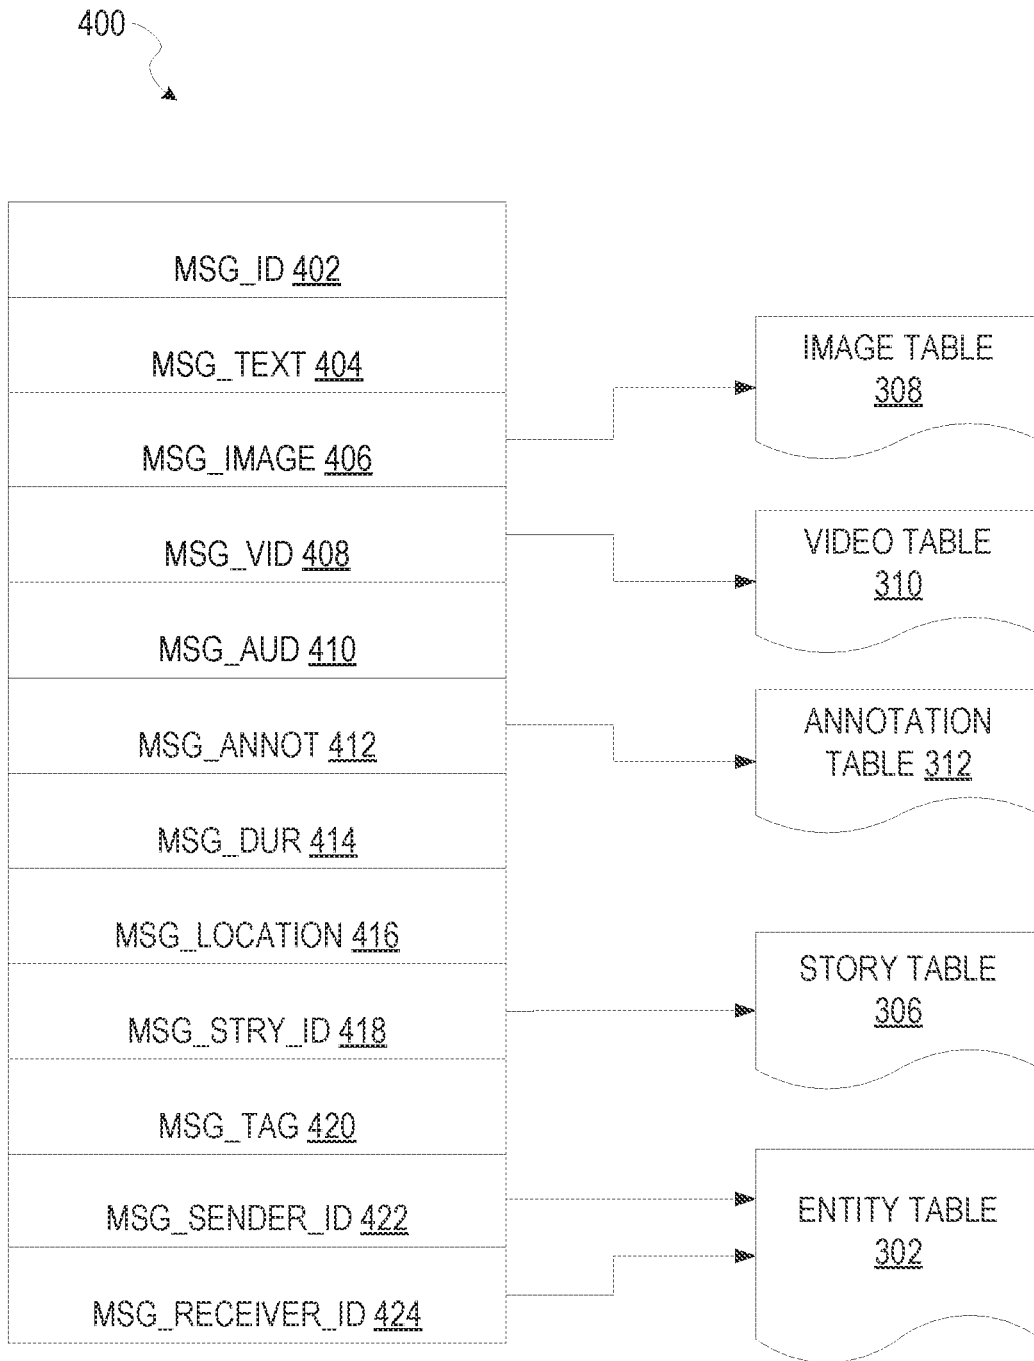 400
MSG_ID 402
MSG_TEXT 404
MSG_IMAGE 406
MSG_VID 408
MSG_AUD 410
MSG_ANNOT 412
MSG_DUR 414
MSG_LOCATION 416
MSG_STRY_ID 418
MSG_TAG 420
MSG_SENDER_ID 422
MSG_RECEIVER_ID 424
IMAGE TABLE
308
VIDEO TABLE
310
ANNOTATION
TABLE 312
STORY TABLE
306
ENTITY TABLE
302